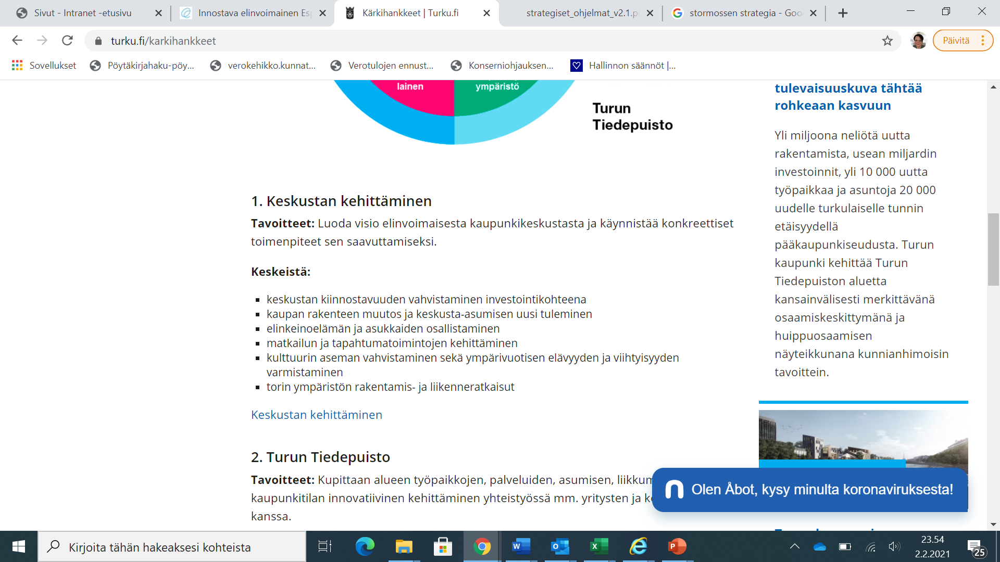 Sivut - Intranet -etusivu
Innostava elinvoimainen Es
Kärkihankkeet | Turku.fi
strategiset_ohjelmat_v2.1.p
stormossen strategia - Goo
turku.fi/karkihankkeet
Päivitä
Sovellukset
Pöytäkirjahaku-pöy...
verokehikko.kunnat...
Verotulojen ennust...
Konserniohjauksen...
Hallinnon säännöt |...
lainen
ympäristö
Turun
Tiedepuisto
1. Keskustan kehittäminen
Tavoitteet: Luoda visio elinvoimaisesta kaupunkikeskustasta ja käynnistää konkreettiset
toimenpiteet sen saavuttamiseksi.
Keskeistä:
keskustan kiinnostavuuden vahvistaminen investointikohteena
kaupan rakenteen muutos ja keskusta-asumisen uusi tuleminen
elinkeinoelämän ja asukkaiden osallistaminen
matkailun ja tapahtumatoimintojen kehittäminen
kulttuurin aseman vahvistaminen sekä ympärivuotisen elävyyden ja viihtyisyyden
varmistaminen
torin ympäristön rakentamis- ja liikenneratkaisut
Keskustan kehittäminen
2. Turun Tiedepuisto
Tavoitteet: Kupittaan alueen työpaikkojen, palveluiden, asumisen, liikkum
kaupunkitilan innovatiivinen kehittäminen yhteistyössä mm. yritysten ja k
kanssa.
tulevaisuuskuva tähtää
rohkeaan kasvuun
Yli miljoona neliötä uutta
rakentamista, usean miljardin
investoinnit, yli 10 000 uutta
työpaikkaa ja asuntoja 20 000
uudelle turkulaiselle tunnin
etäisyydellä
pääkaupunkiseudusta. Turun
kaupunki kehittää Turun
Tiedepuiston aluetta
kansainvälisesti merkittävänä
osaamiskeskittymänä ja
huippuosaamisen
näyteikkunana kunnianhimoisin
tavoittein.
Olen Åbot, kysy minulta koronaviruksesta!
Kirjoita tähän hakeaksesi kohteista
23.54
2.2.2021
25